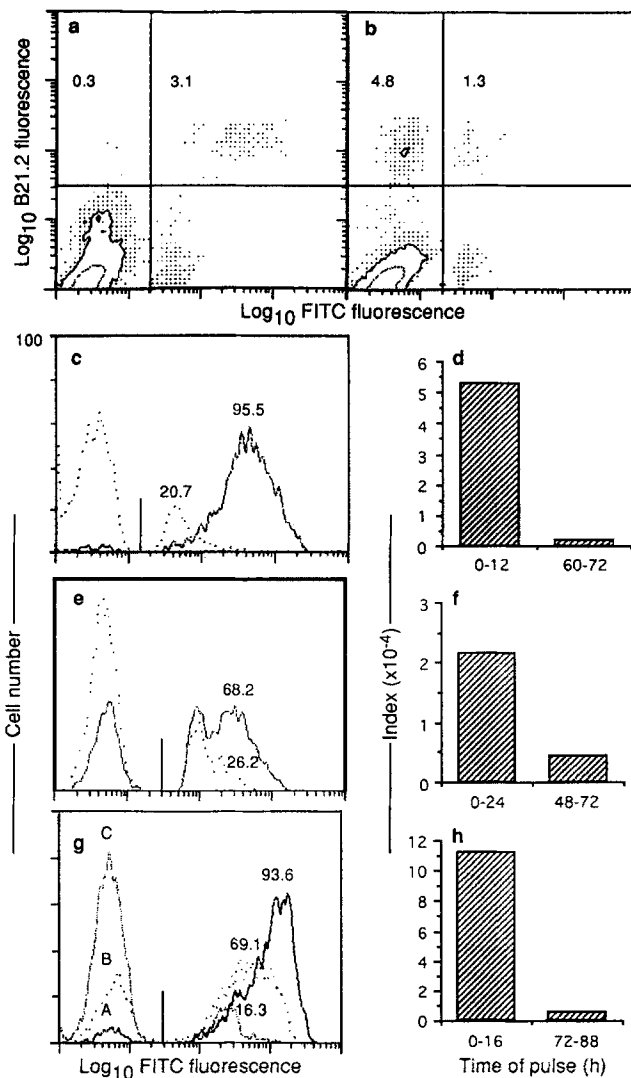 a
b
0.3
3.1
4.8
1.3
Log10 B21.2 fluorescence
Log10 FITC fluorescence
100
c
95.5
20.7
d
6
5
4
3
2
1
0
0-12
60-72
e
68.2
26.2
f
3
2
1
0
0-24
48-72
Cell number
Index (x10-4)
g
C
B
A
93.6
69.1
16.3
h
12
10
8
6
4
2
0
0-16
72-88
Log10 FITC fluorescence
Time of pulse (h)